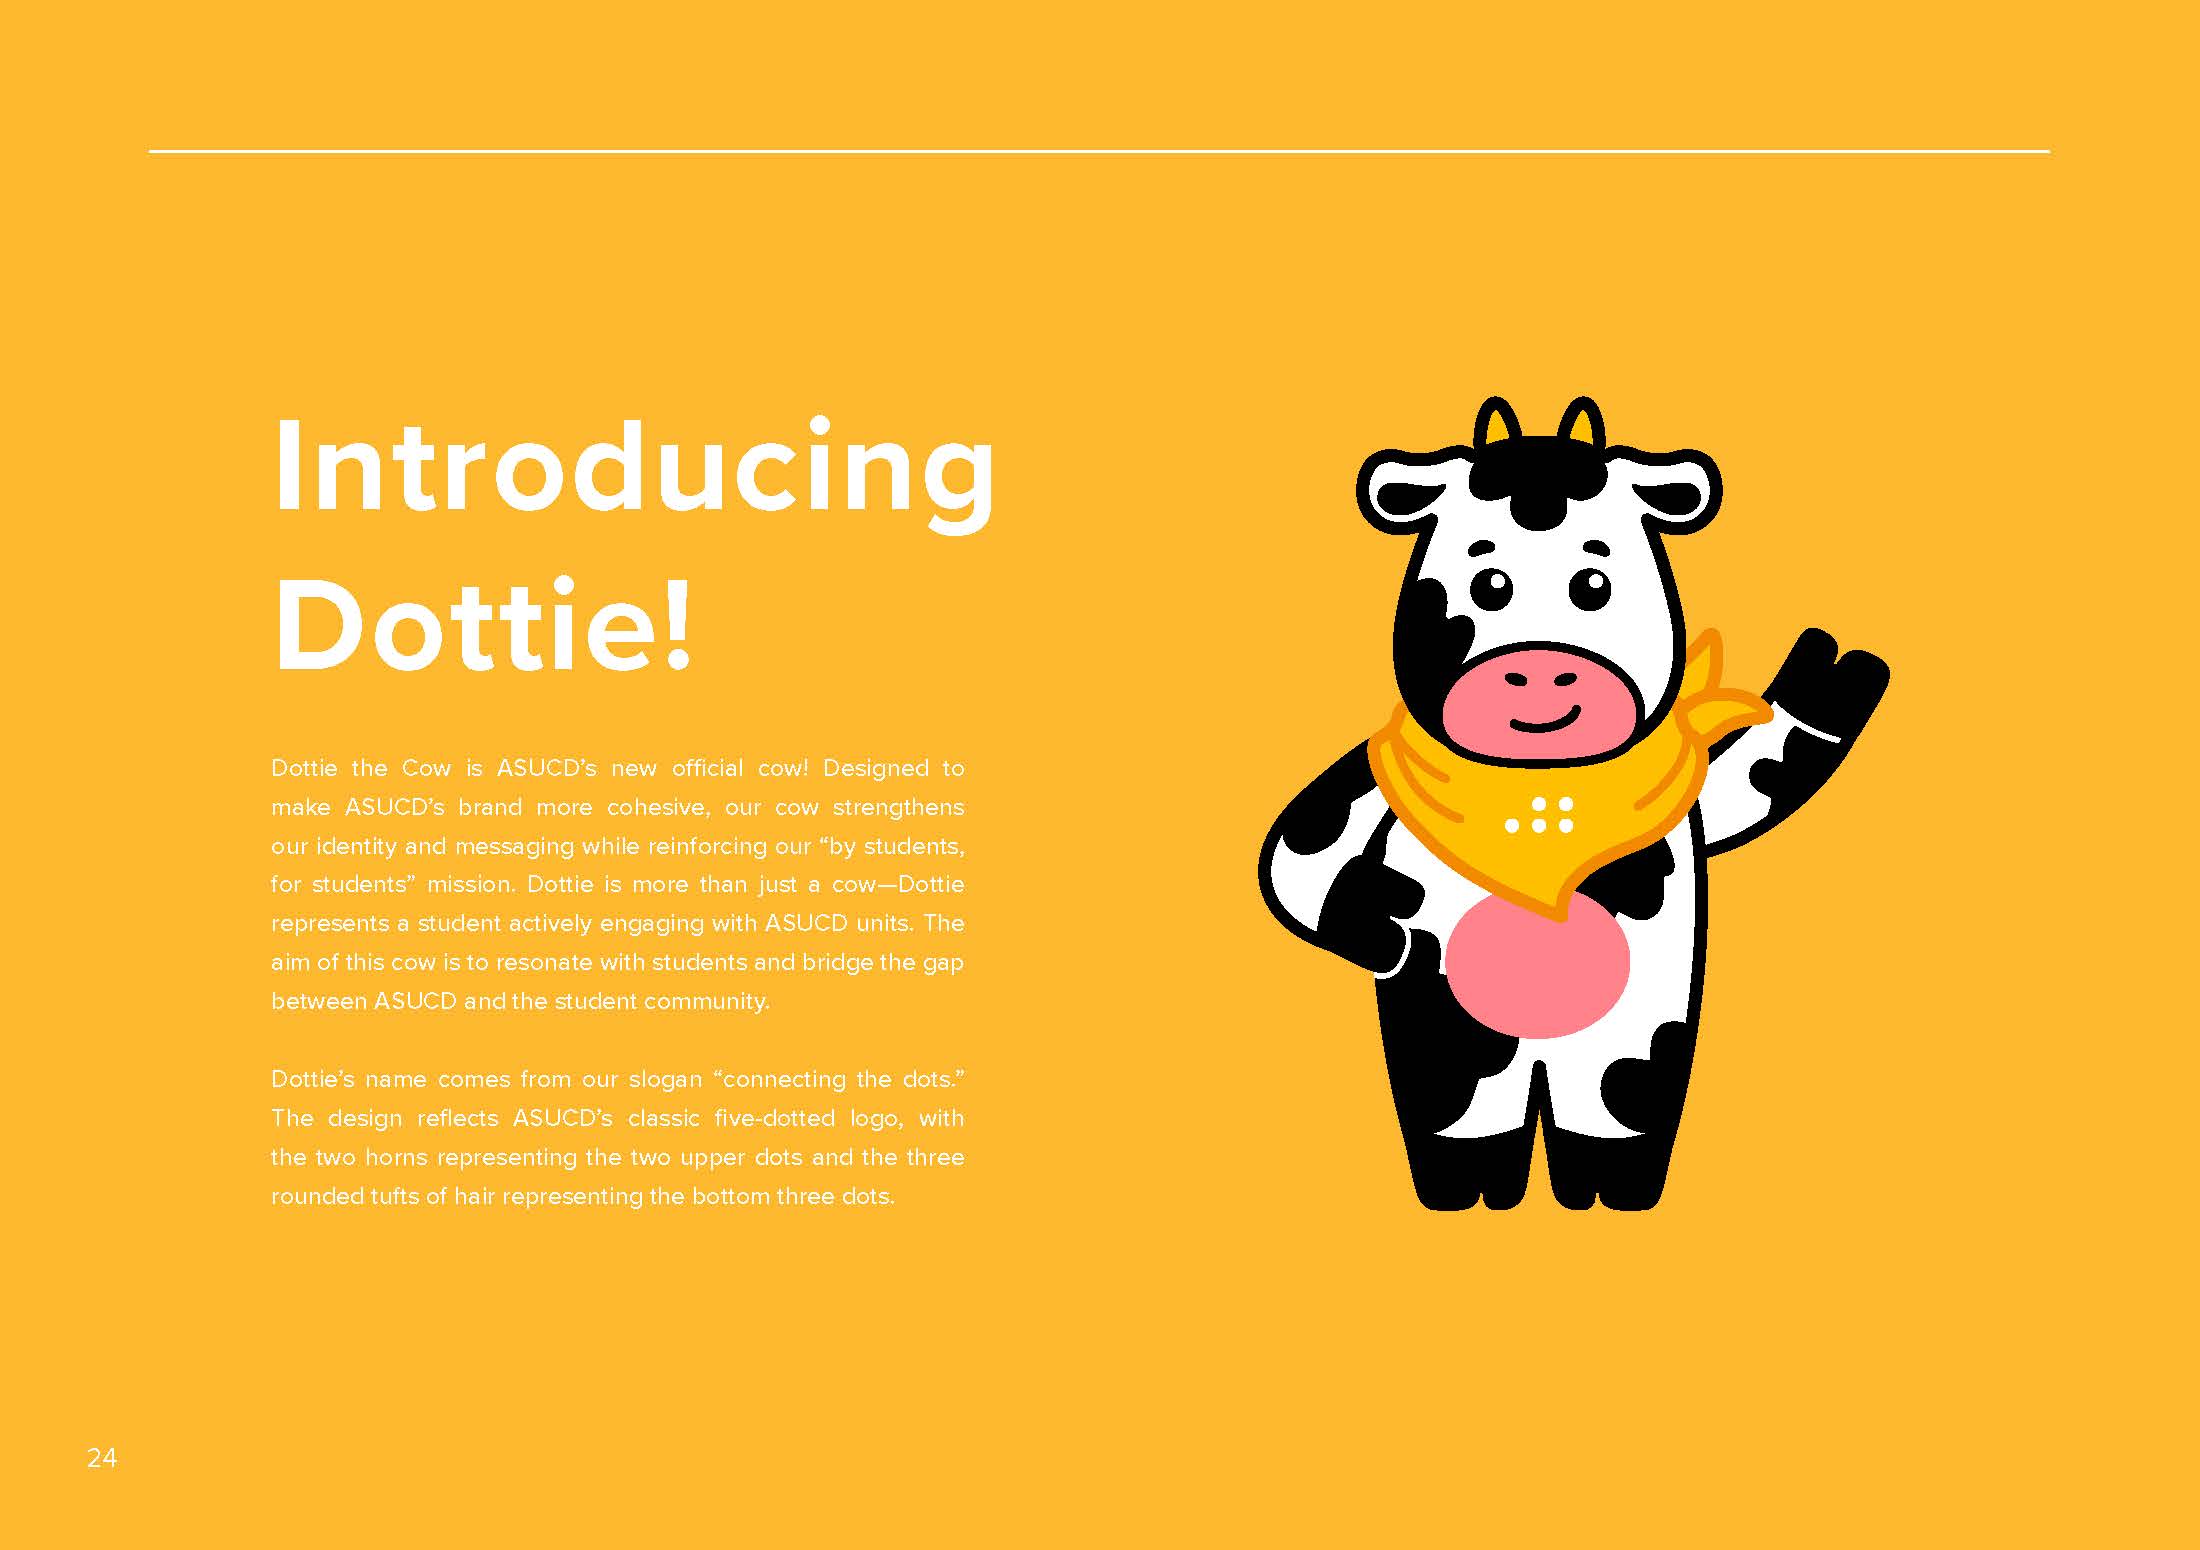 Introducing
Dottie!
Dottie the Cow is ASUCD’s new official cow! Designed to
make ASUCD’s brand more cohesive, our cow strengthens
our identity and messaging while reinforcing our “by students,
for students” mission. Dottie is more than just a cow—Dottie
represents a student actively engaging with ASUCD units. The
aim of this cow is to resonate with students and bridge the gap
between ASUCD and the student community.
Dottie’s name comes from our slogan “connecting the dots.”
The design reflects ASUCD’s classic five-dotted logo, with
the two horns representing the two upper dots and the three
rounded tufts of hair representing the bottom three dots.
24